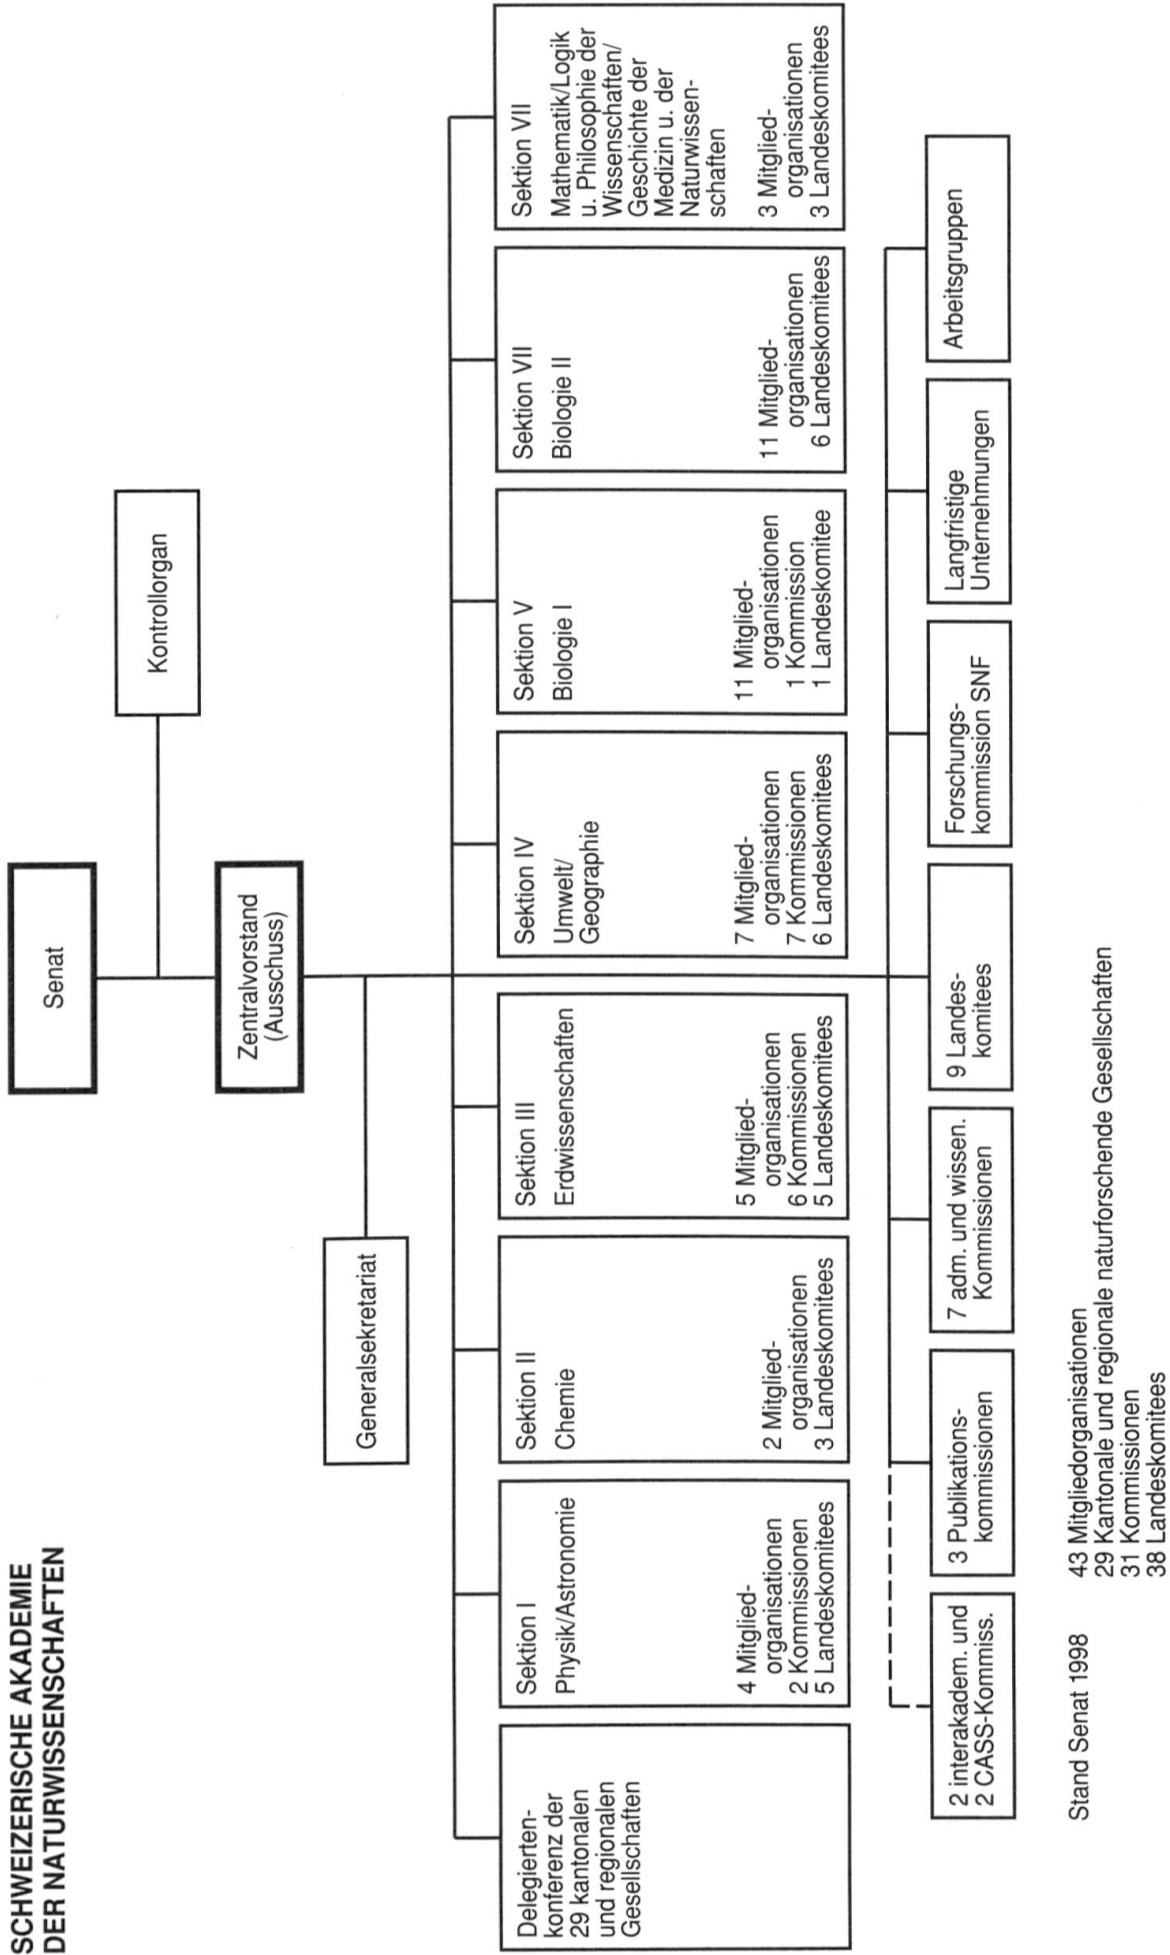 SCHWEIZERISCHE AKADEMIE
DER NATURWISSENSCHAFTEN
Senat
Kontrollorgan
Zentralvorstand
(Ausschuss)
Generalsekretariat
Delegierten-
konferenz der
29 kantonalen
und regionalen
Gesellschaften
Sektion I
Physik/Astronomie
4 Mitglied-
organisationen
2 Kommissionen
5 Landeskomitees
Sektion II
Chemie
2 Mitglied-
organisationen
3 Landeskomitees
Sektion III
Erdwissenschaften
5 Mitglied-
organisationen
6 Kommissionen
5 Landeskomitees
Sektion IV
Umwelt/
Geographie
7 Mitglied-
organisationen
7 Kommissionen
6 Landeskomitees
Sektion V
Biologie I
11 Mitglied-
organisationen
1 Kommission
1 Landeskomitee
Sektion VII
Biologie II
11 Mitglied-
organisationen
6 Landeskomitees
Sektion VII
Mathematik/Logik
u. Philosophie der
Wissenschaften/
Geschichte der
Medizin u. der
Naturwissen-
schaften
3 Mitglied-
organisationen
3 Landeskomitees
2 interakadem. und
2 CASS-Kommiss.
3 Publikations-
kommissionen
7 adm. und wissen.
Kommissionen
9 Landes-
komitees
Forschungs-
kommission SNF
Langfristige
Unternehmungen
Arbeitsgruppen
Stand Senat 1998
43 Mitgliedorganisationen
29 Kantonale und regionale naturforschende Gesellschaften
31 Kommissionen
38 Landeskomitees